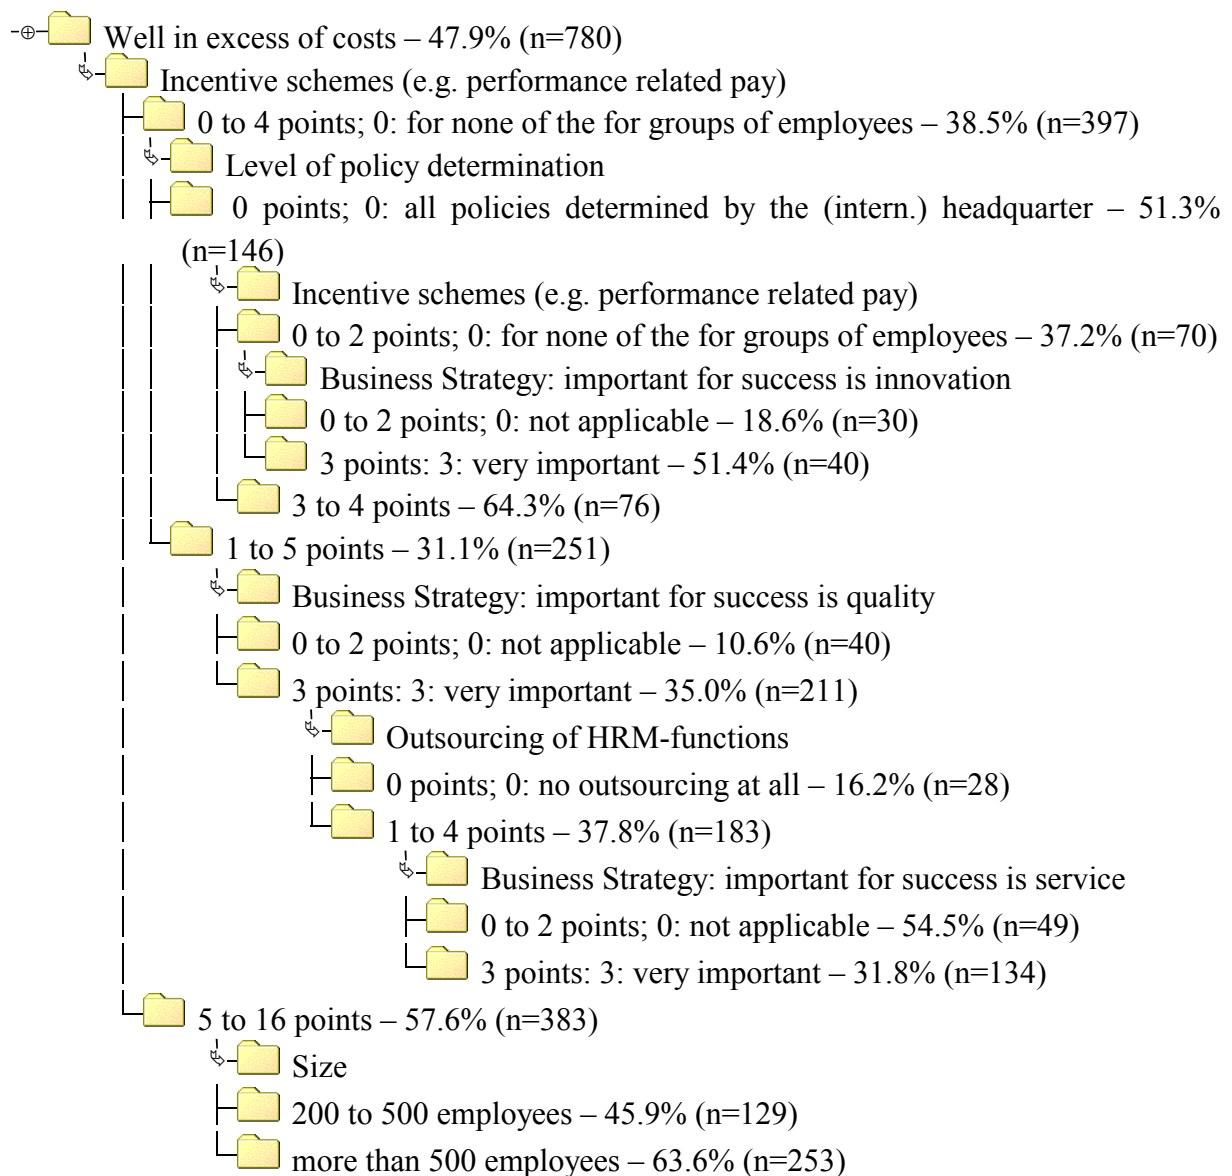 Well in excess of costs – 47.9% (n=780)
Incentive schemes (e.g. performance related pay)
0 to 4 points; 0: for none of the for groups of employees – 38.5% (n=397)
Level of policy determination
0 points; 0: all policies determined by the (intern.) headquarter – 51.3%
(n=146)
Incentive schemes (e.g. performance related pay)
0 to 2 points; 0: for none of the for groups of employees – 37.2% (n=70)
Business Strategy: important for success is innovation
0 to 2 points; 0: not applicable – 18.6% (n=30)
3 points: 3: very important – 51.4% (n=40)
3 to 4 points – 64.3% (n=76)
1 to 5 points – 31.1% (n=251)
Business Strategy: important for success is quality
0 to 2 points; 0: not applicable – 10.6% (n=40)
3 points: 3: very important – 35.0% (n=211)
Outsourcing of HRM-functions
0 points; 0: no outsourcing at all – 16.2% (n=28)
1 to 4 points – 37.8% (n=183)
Business Strategy: important for success is service
0 to 2 points; 0: not applicable – 54.5% (n=49)
3 points: 3: very important – 31.8% (n=134)
5 to 16 points – 57.6% (n=383)
Size
200 to 500 employees – 45.9% (n=129)
more than 500 employees – 63.6% (n=253)